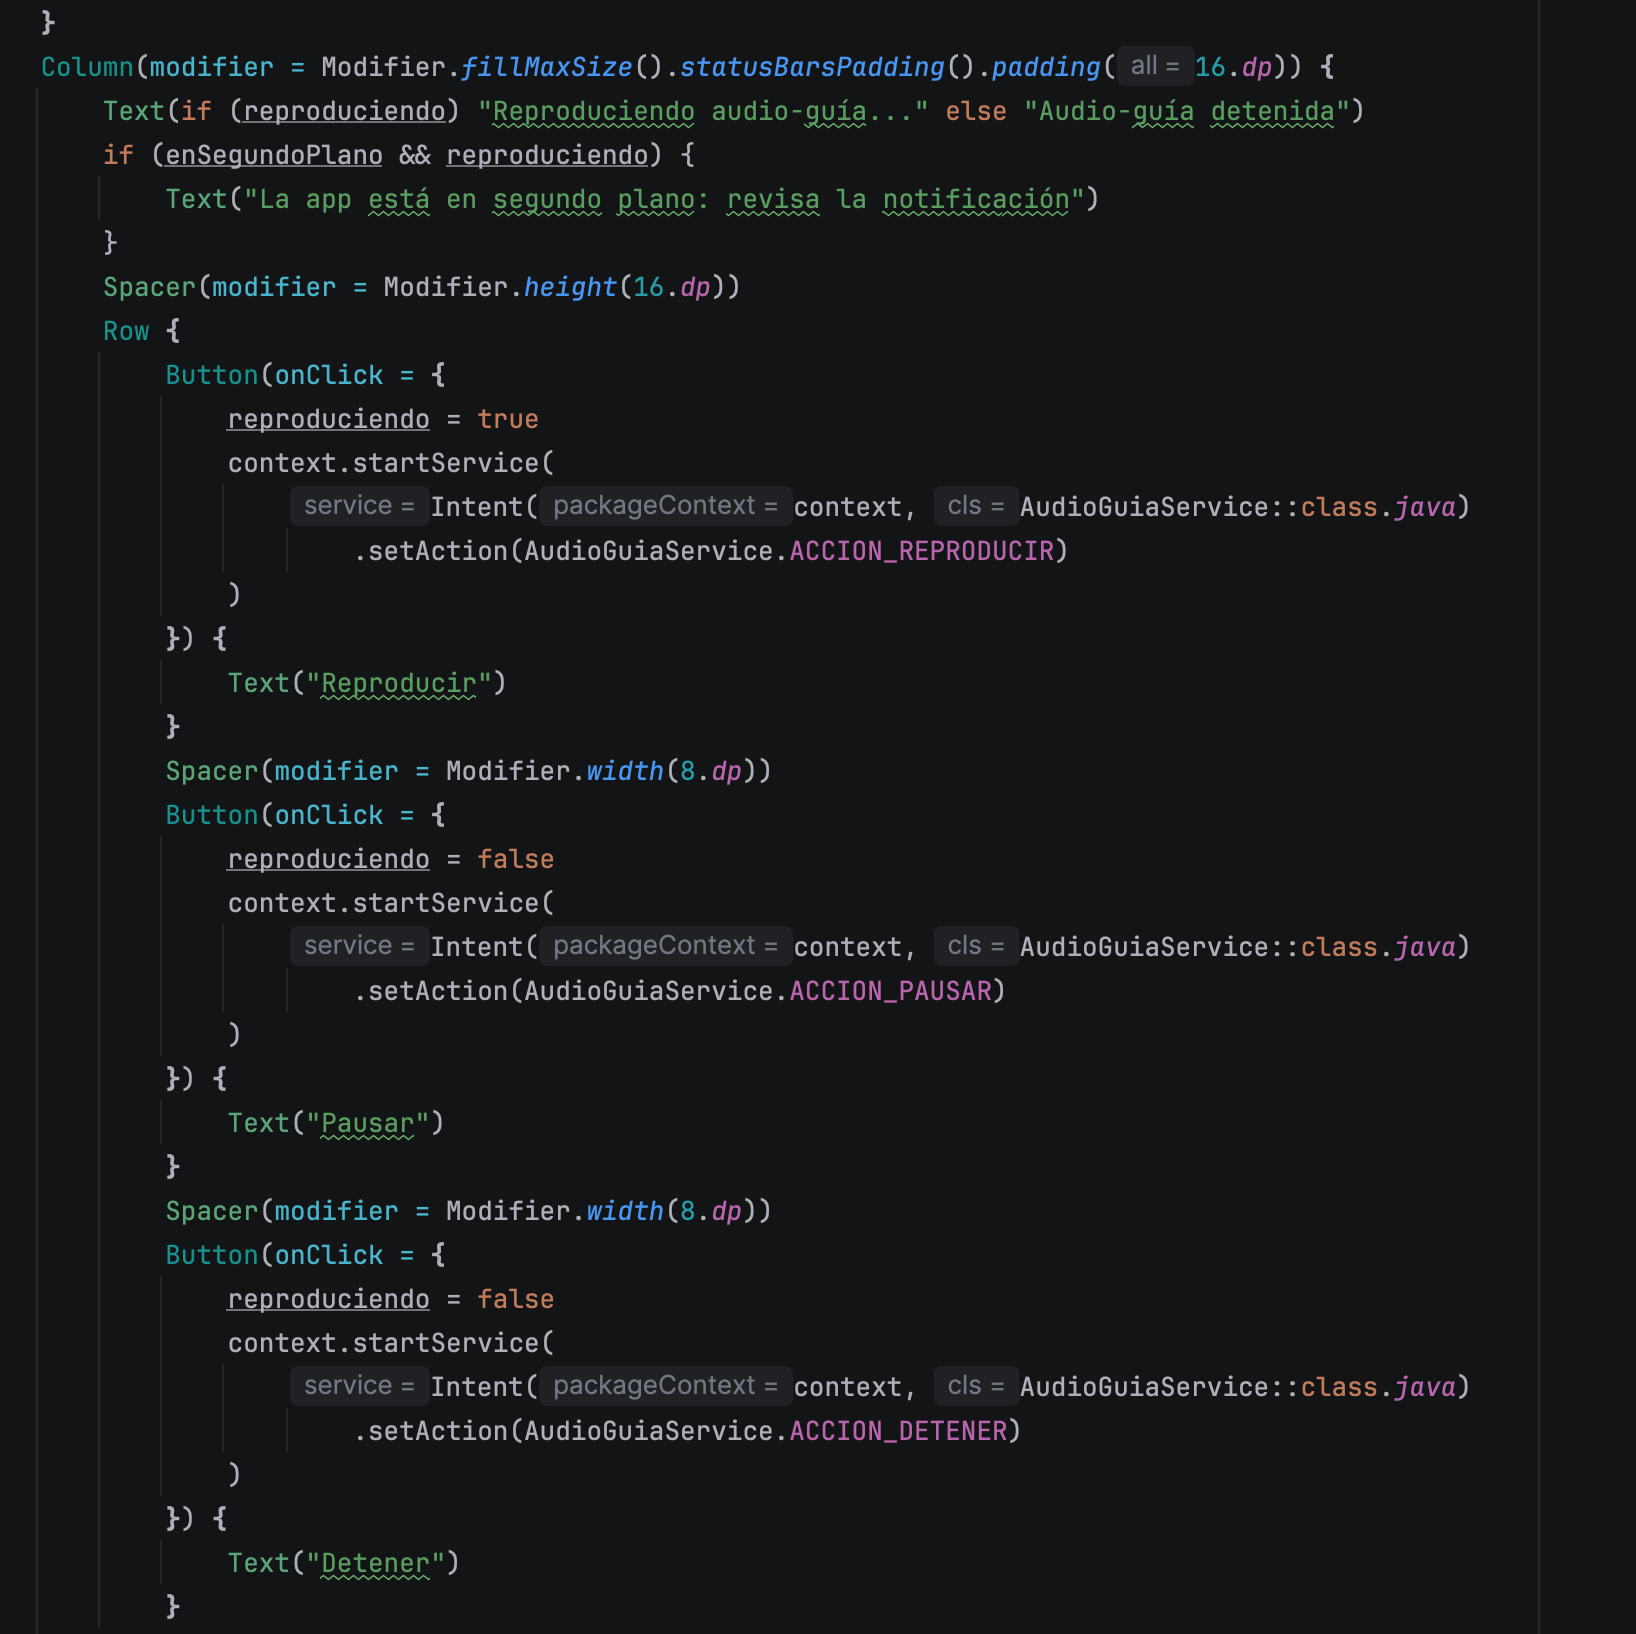 }
Column(modifier = Modifier.fillMaxSize().statusBarsPadding().padding( all = 16.dp)) {
    Text(if (reproduciendo) "Reproduciendo audio-guía..." else "Audio-guía detenida")
    if (enSegundoPlano && reproduciendo) {
        Text("La app está en segundo plano: revisa la notificación")
    }
    Spacer(modifier = Modifier.height(16.dp))
    Row {
        Button(onClick = {
            reproduciendo = true
            context.startService(
                service = Intent( packageContext = context, cls = AudioGuiaService::class.java)
                    .setAction(AudioGuiaService.ACCION_REPRODUCIR)
            )
        }) {
            Text("Reproducir")
        }
        Spacer(modifier = Modifier.width(8.dp))
        Button(onClick = {
            reproduciendo = false
            context.startService(
                service = Intent( packageContext = context, cls = AudioGuiaService::class.java)
                    .setAction(AudioGuiaService.ACCION_PAUSAR)
            )
        }) {
            Text("Pausar")
        }
        Spacer(modifier = Modifier.width(8.dp))
        Button(onClick = {
            reproduciendo = false
            context.startService(
                service = Intent( packageContext = context, cls = AudioGuiaService::class.java)
                    .setAction(AudioGuiaService.ACCION_DETENER)
            )
        }) {
            Text("Detener")
        }